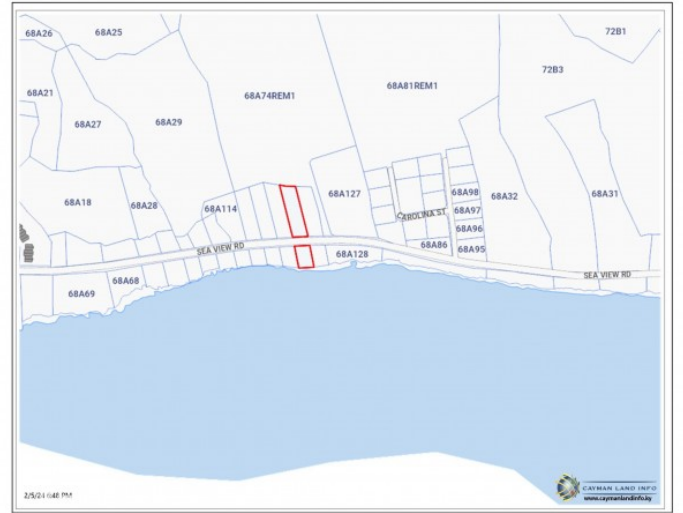 68A26
68A25
72B1
72B3
68A21
68A74REM1
68A81REM1
68A27
68A29
68A18
68A28
68A114
68A127
68A98
68A32
68A31
CAROLINA ST
68A97
68A96
68A86
68A95
SEA VIEW RD
68A128
SEA VIEW RD
68A69
68A68
2/5/24 6:48 PM
CAYMAN LAND INFO
www.caymanlandinfo.ky